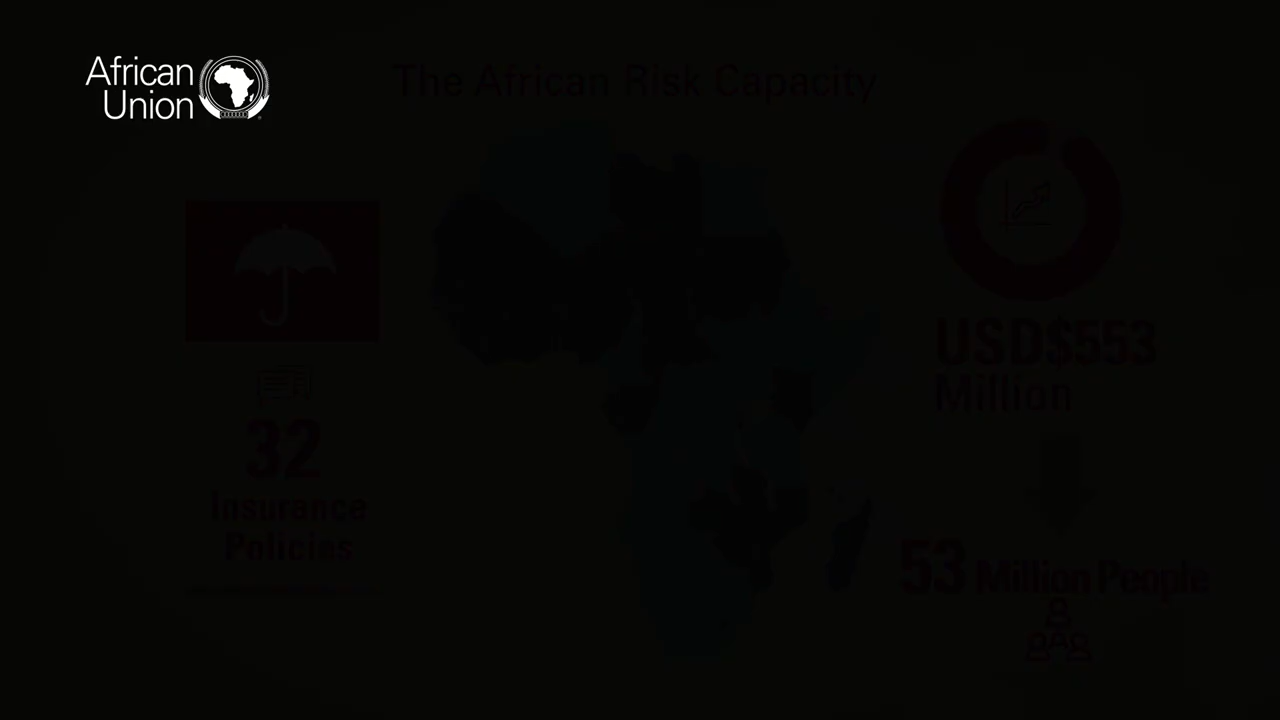 African
Union
The African Risk Capacity
32
Insurance
Policies
USD$553
Million
53 Million People